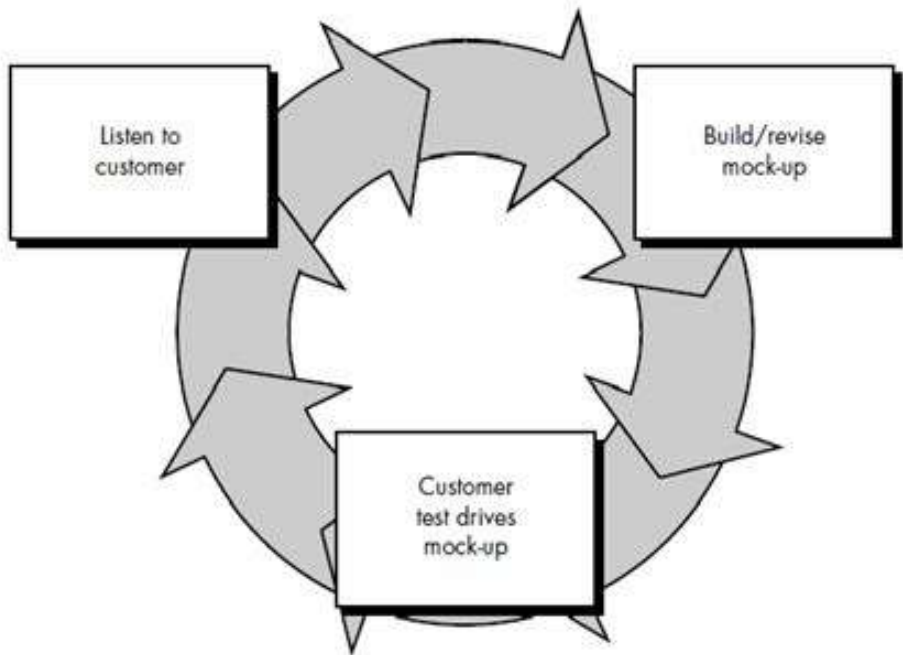 Listen to
customer
Build/revise
mock-up
Customer
test drives
mock-up